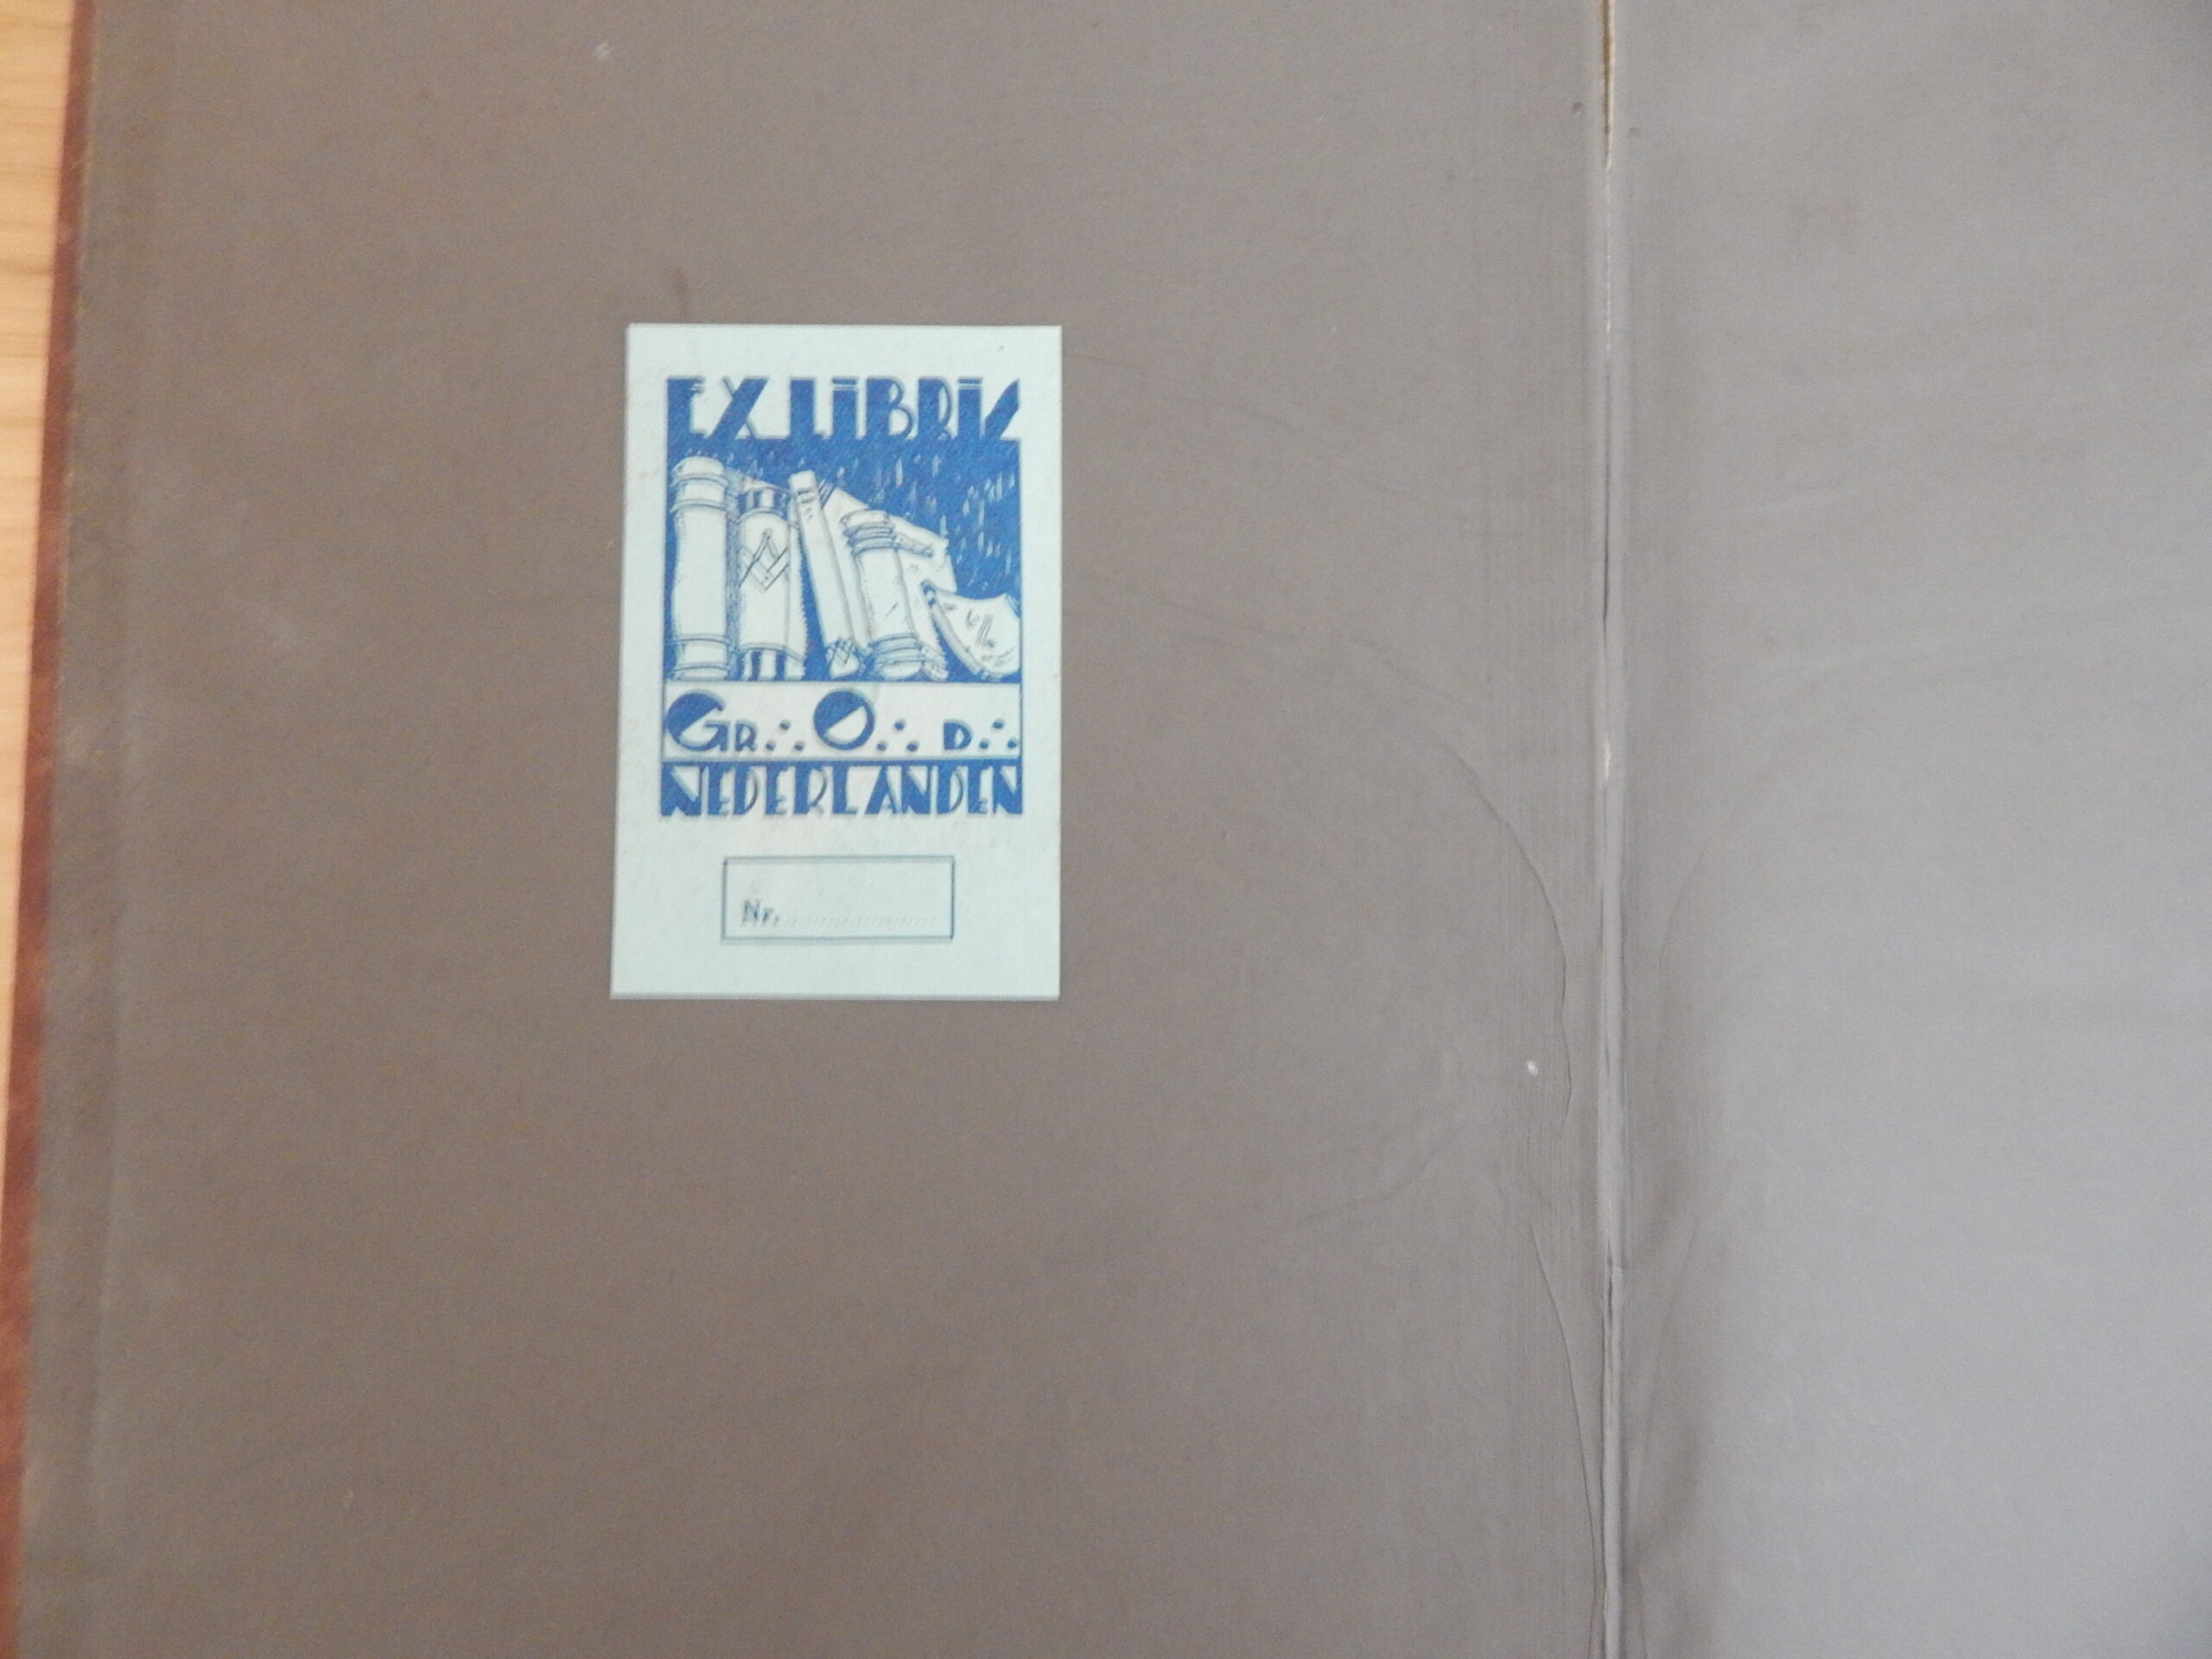 EX LIBRIS
GR∴ O∴ D∴
NEDERLANDEN
Nr. ....................